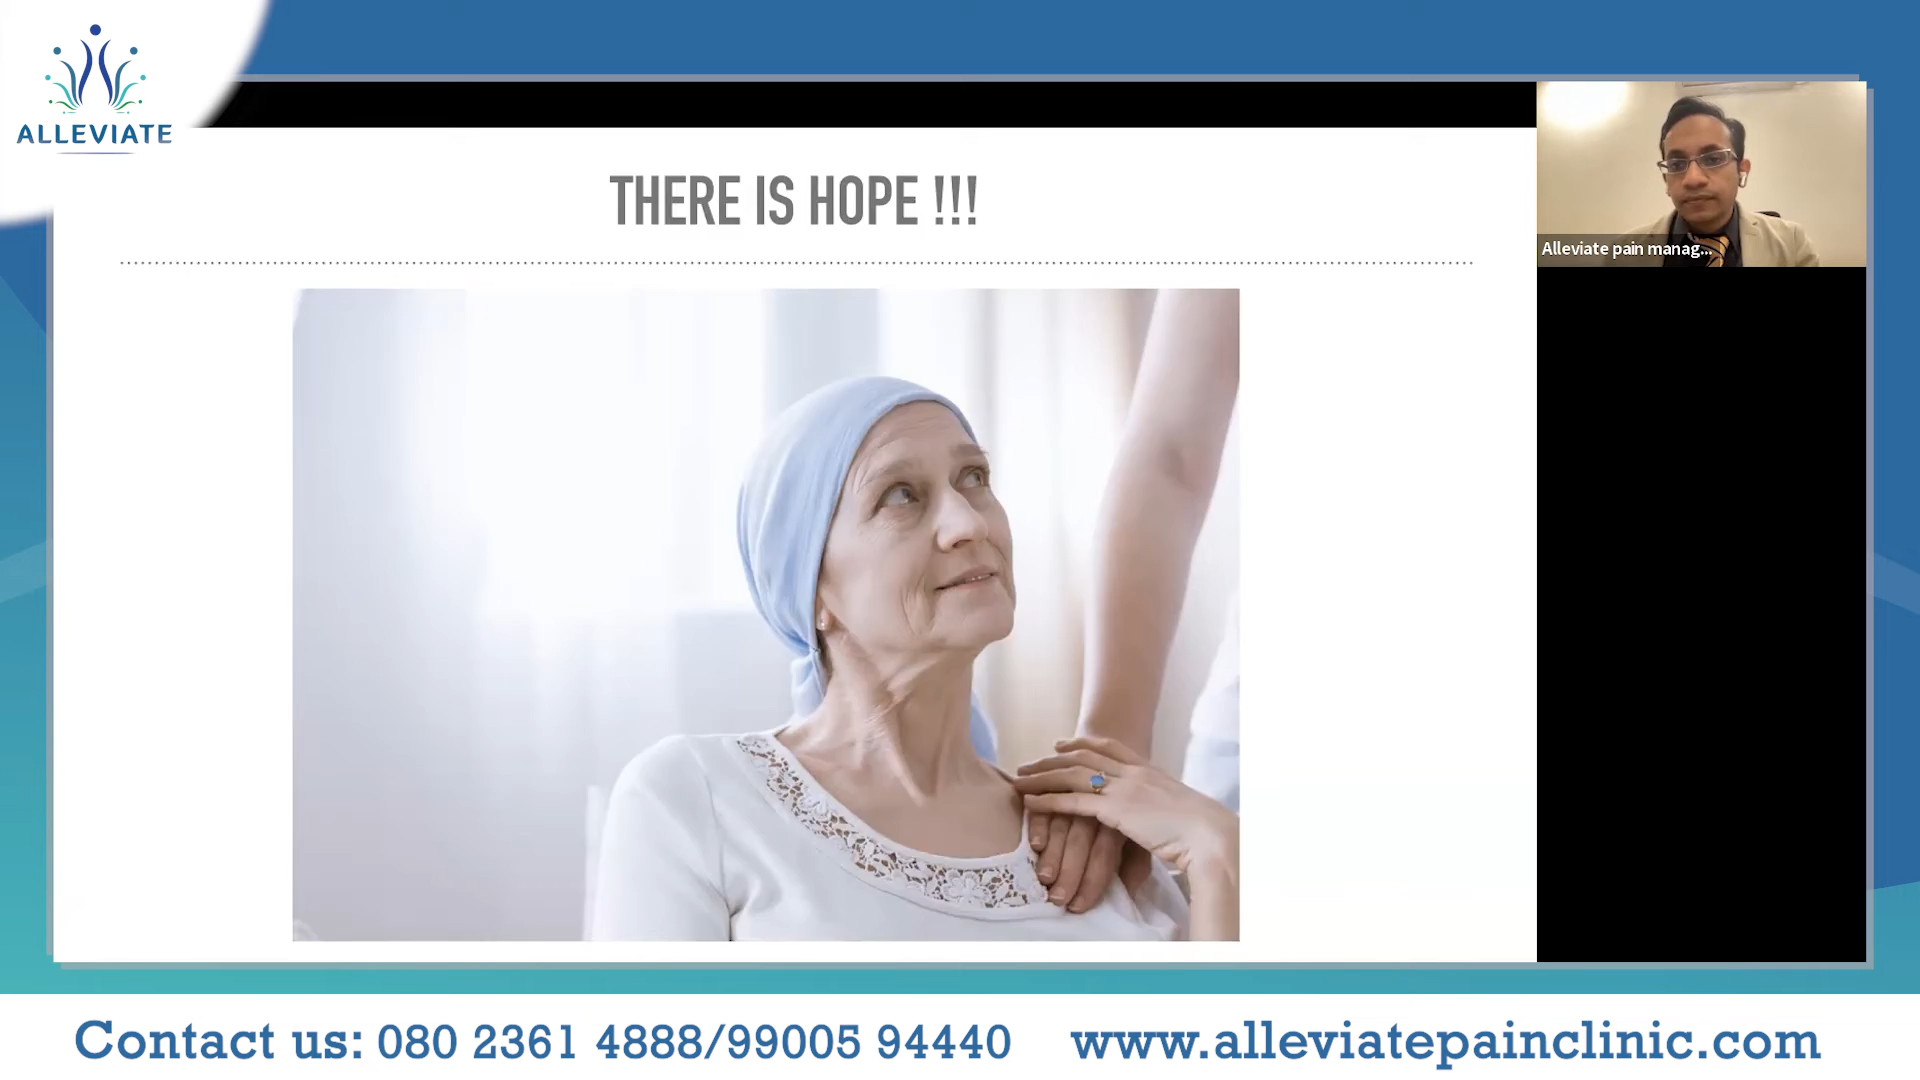 ALLEVIATE
THERE IS HOPE !!!
Alleviate pain manag...
Contact us: 080 2361 4888/99005 94440
www.alleviatepainclinic.com